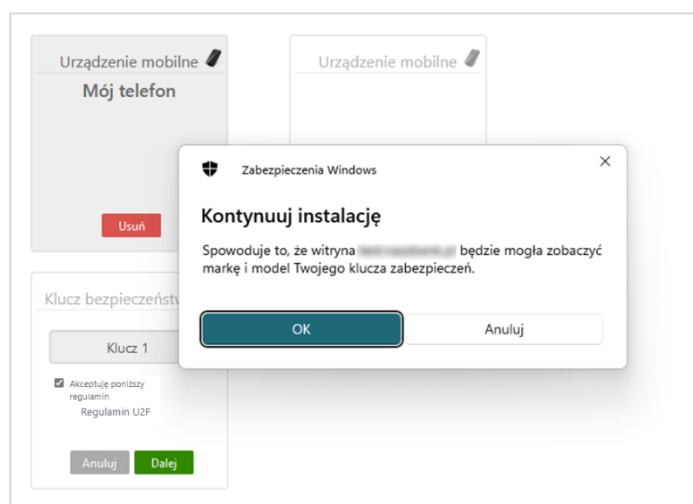 Urządzenie mobilne
Mój telefon
Usuń
Urządzenie mobilne
Zabezpieczenia Windows
Kontynuuj instalację
Spowoduje to, że witryna będzie mogła zobaczyć
markę i model Twojego klucza zabezpieczeń.
OK
Anuluj
Klucz bezpieczeństw
Klucz 1
Akceptuję poniższy
regulamin
Regulamin U2F
Anuluj
Dalej